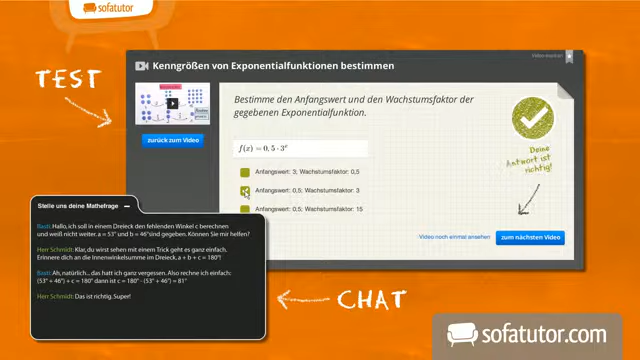 sofatutor
TEST
Kenngrößen von Exponentialfunktionen bestimmen
Video merken
Bestimme den Anfangswert und den Wachstumsfaktor der
gegebenen Exponentialfunktion.
f(x) = 0,5 · 3ˣ
zurück zum Video
Anfangswert: 3; Wachstumsfaktor: 0,5
Anfangswert: 0,5; Wachstumsfaktor: 3
Anfangswert: 0,5; Wachstumsfaktor: 15
Deine
Antwort ist
richtig!
Video noch einmal ansehen
zum nächsten Video
Stelle uns deine Mathefrage
Basti: Hallo, ich soll in einem Dreieck den fehlenden Winkel c berechnen
und weiß nicht weiter. a = 53° und b = 46° sind gegeben. Können Sie mir helfen?
Herr Schmidt: Klar, du wirst sehen mit einem Trick geht es ganz einfach.
Erinnere dich an die Innenwinkelsumme im Dreieck, a + b + c = 180°!
Basti: Ah, natürlich... das hatt ich ganz vergessen. Also rechne ich einfach:
(53° + 46°) + c = 180° dann ist c = 180° - (53° + 46°) = 81°
Herr Schmidt: Das ist richtig. Super!
CHAT
sofatutor.com